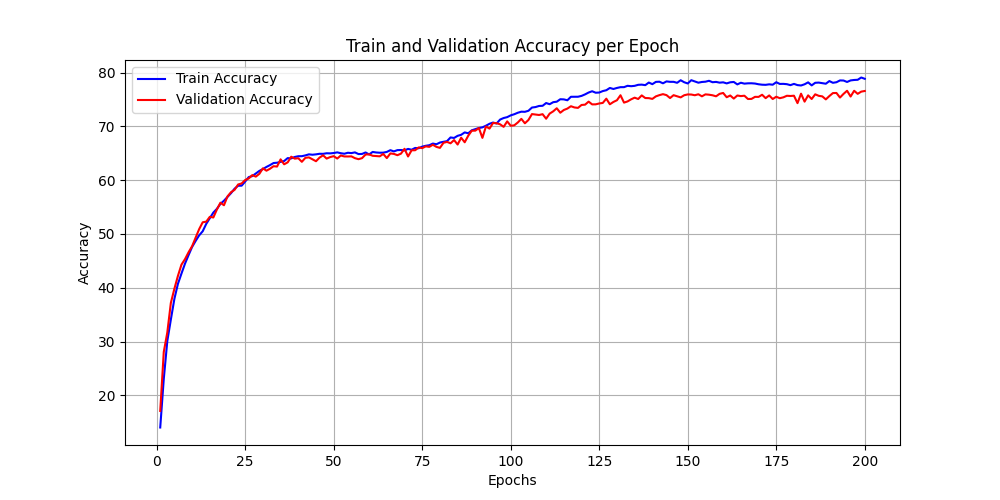 Train and Validation Accuracy per Epoch
Train Accuracy
Validation Accuracy
Accuracy
80
70
60
50
40
30
20
0 25 50 75 100 125 150 175 200
Epochs